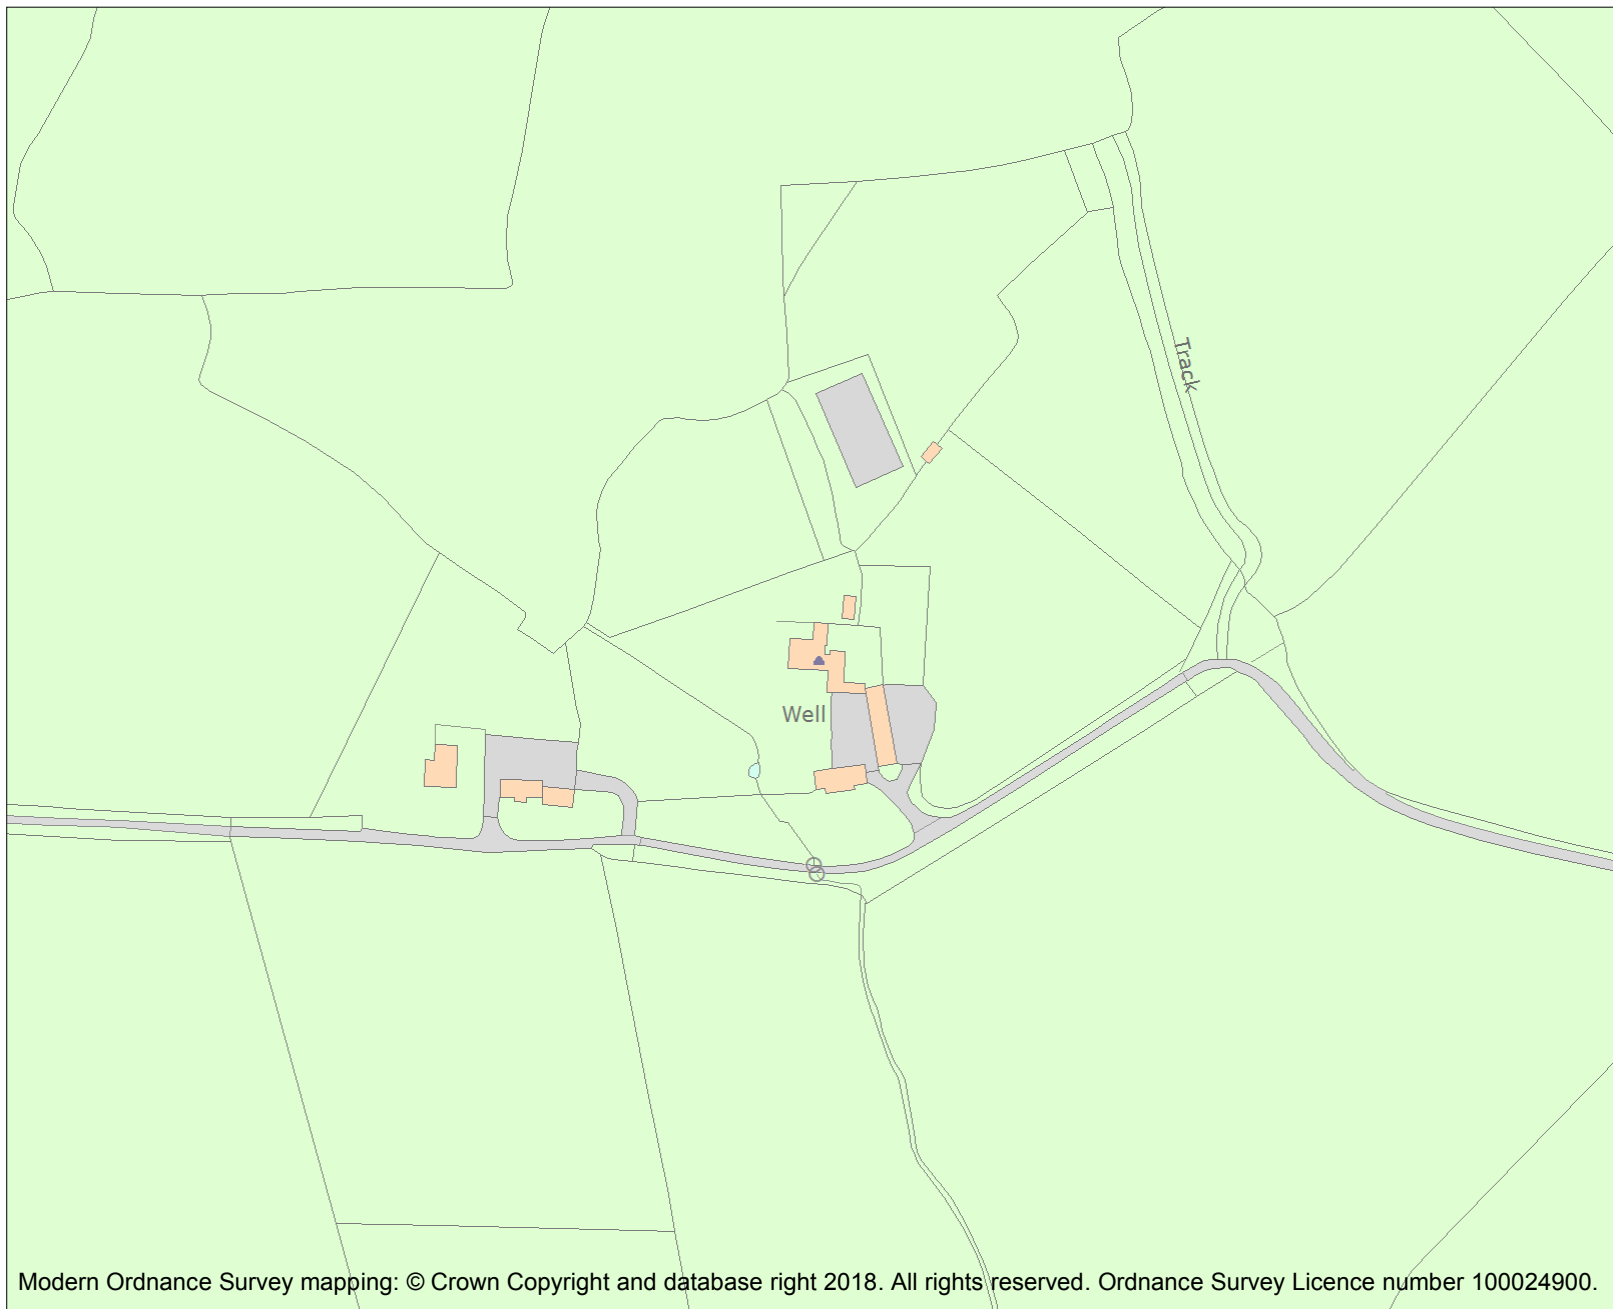 Track
Well
Modern Ordnance Survey mapping: © Crown Copyright and database right 2018. All rights reserved. Ordnance Survey Licence number 100024900.